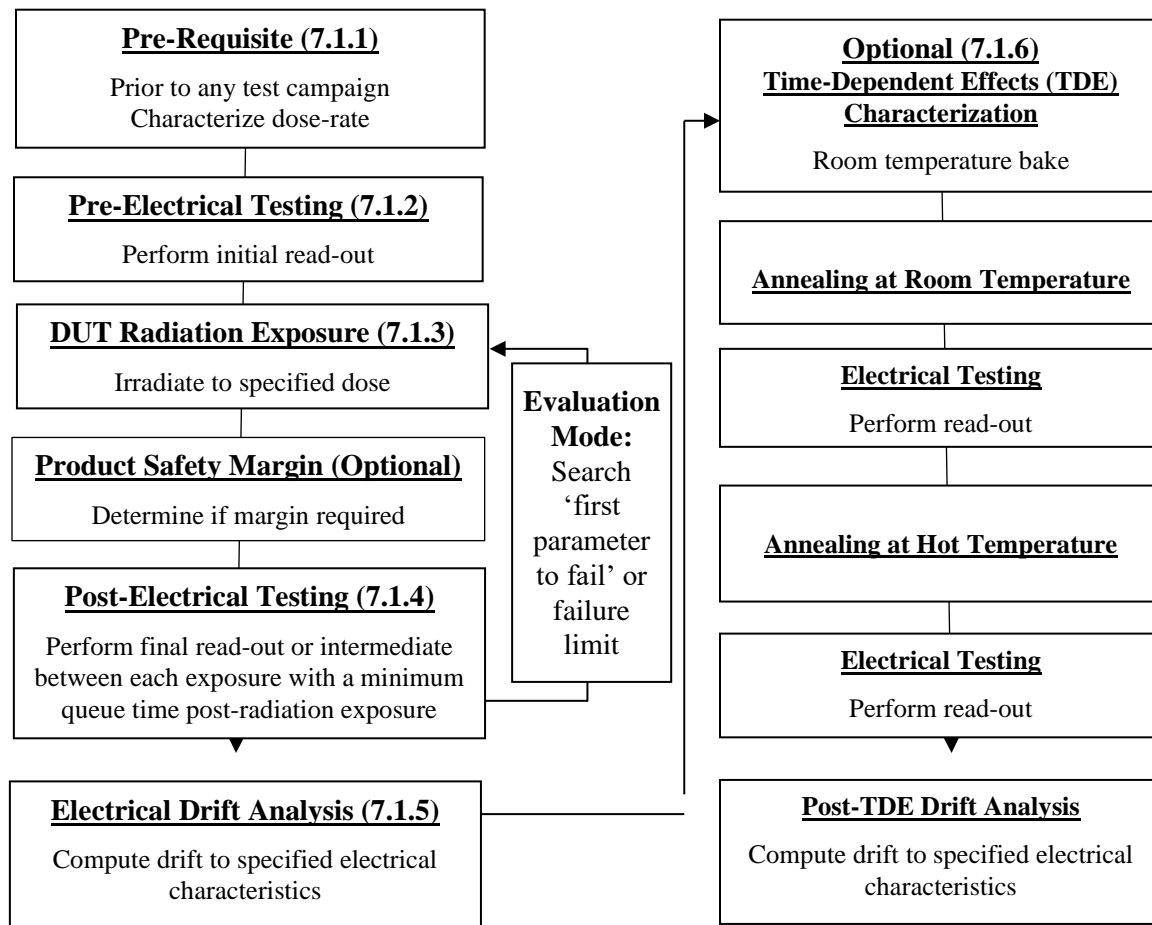 Pre-Requisite (7.1.1)
Prior to any test campaign
Characterize dose-rate
Pre-Electrical Testing (7.1.2)
Perform initial read-out
DUT Radiation Exposure (7.1.3)
Irradiate to specified dose
Product Safety Margin (Optional)
Determine if margin required
Post-Electrical Testing (7.1.4)
Perform final read-out or intermediate
between each exposure with a minimum
queue time post-radiation exposure
Electrical Drift Analysis (7.1.5)
Compute drift to specified electrical
characteristics
Evaluation
Mode:
Search
‘first
parameter
to fail’ or
failure
limit
Optional (7.1.6)
Time-Dependent Effects (TDE)
Characterization
Room temperature bake
Annealing at Room Temperature
Electrical Testing
Perform read-out
Annealing at Hot Temperature
Electrical Testing
Perform read-out
Post-TDE Drift Analysis
Compute drift to specified electrical
characteristics